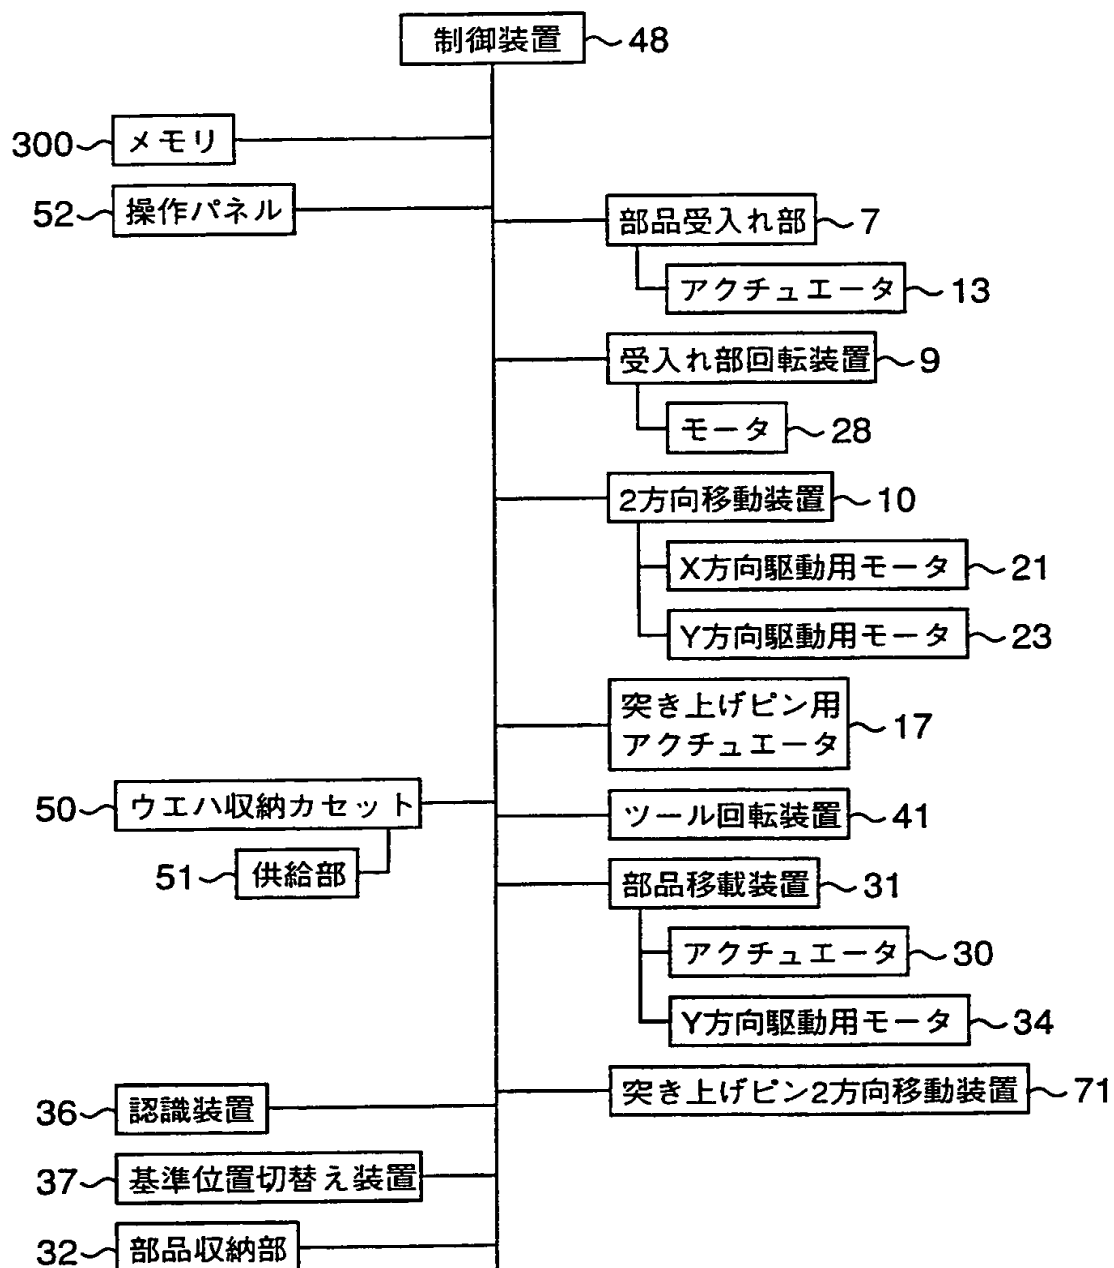 制御装置 48
300 メモリ
52 操作パネル
部品受入れ部 7
アクチュエータ 13
受入れ部回転装置 9
モータ 28
2方向移動装置 10
X方向駆動用モータ 21
Y方向駆動用モータ 23
突き上げピン用
アクチュエータ 17
50 ウエハ収納カセット
51 供給部
ツール回転装置 41
部品移載装置 31
アクチュエータ 30
Y方向駆動用モータ 34
突き上げピン2方向移動装置 71
36 認識装置
37 基準位置切替え装置
32 部品収納部